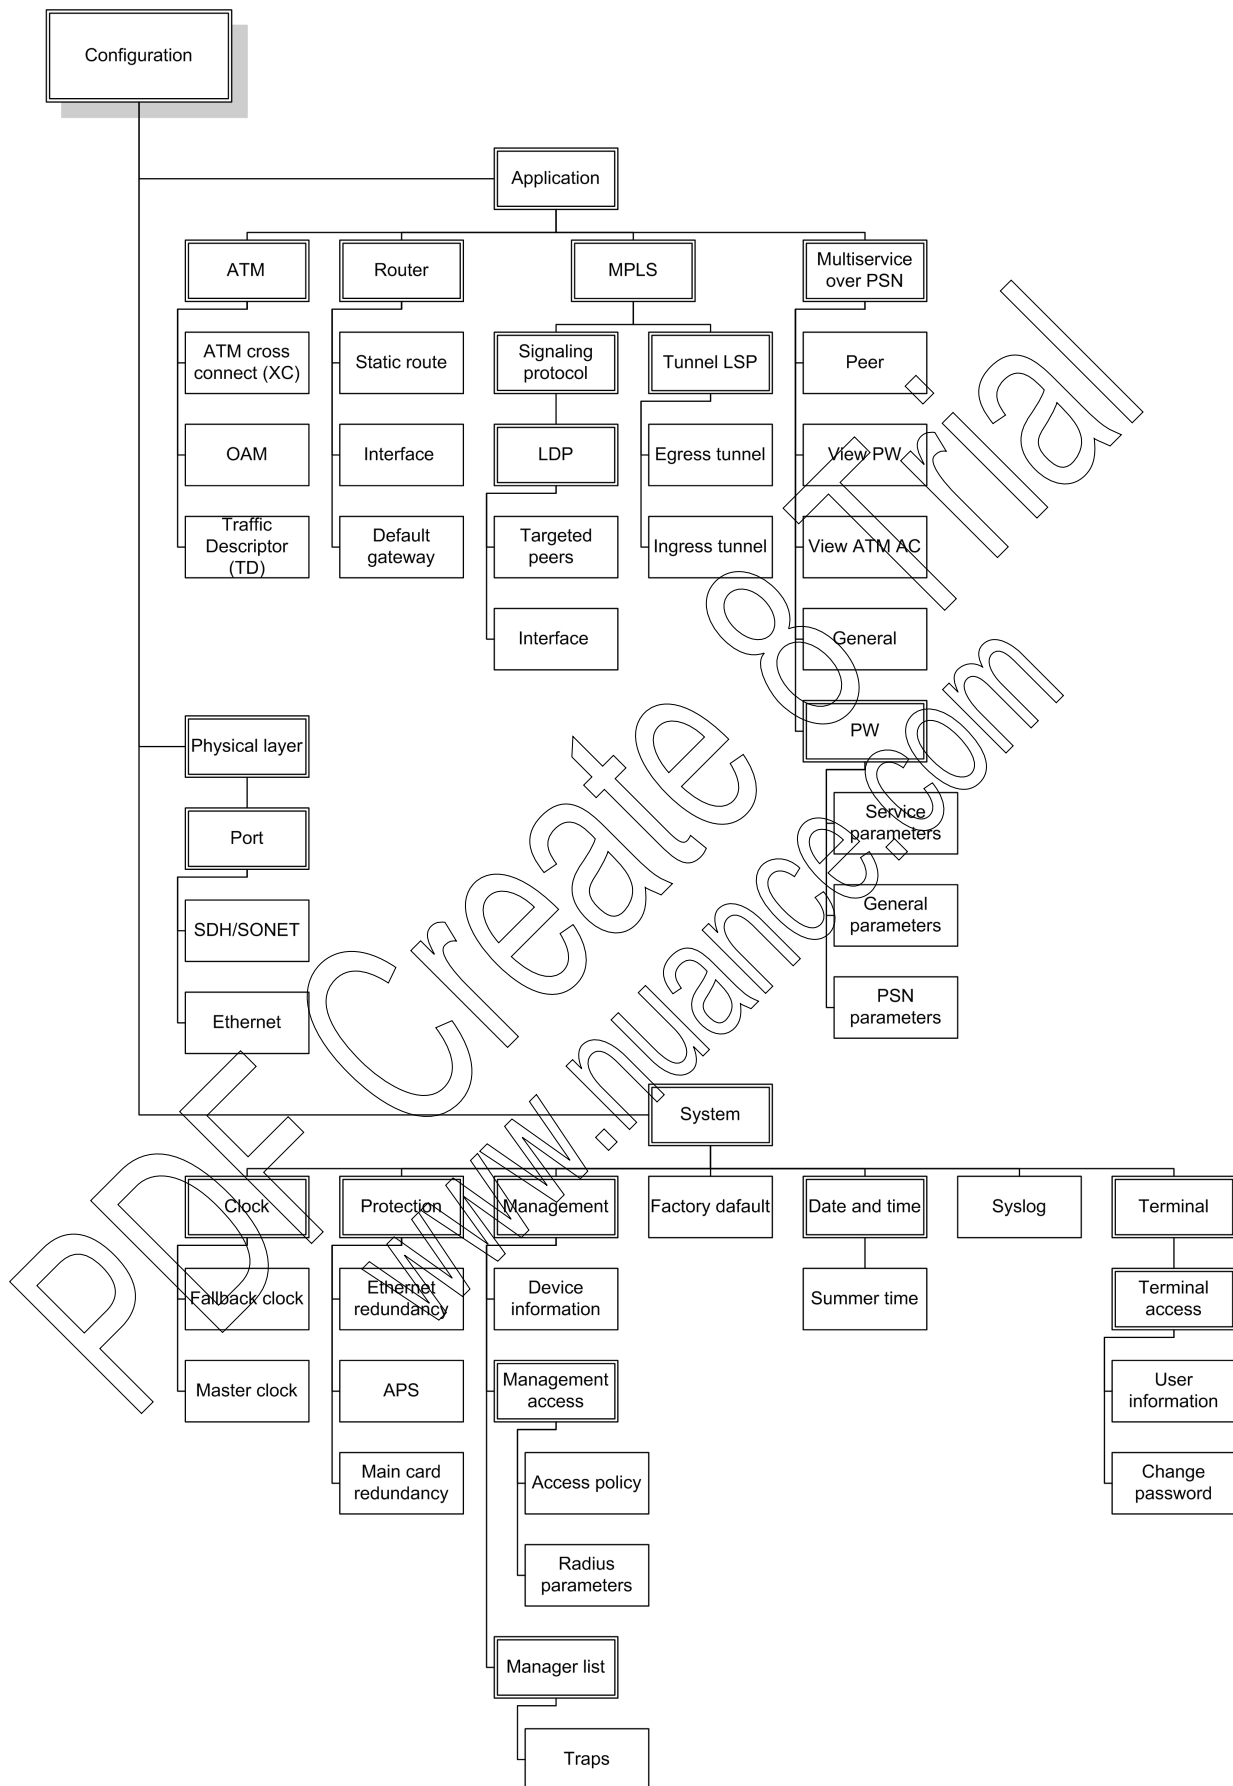 Configuration
Application
ATM
Router
MPLS
Multiservice
over PSN
ATM cross
connect (XC)
Static route
Signaling
protocol
Tunnel LSP
Peer
OAM
Interface
LDP
Egress tunnel
View PW
Traffic
Descriptor
(TD)
Default
gateway
Targeted
peers
Ingress tunnel
View ATM AC
Interface
General
Physical layer
PW
Port
Service
parameters
SDH/SONET
General
parameters
Ethernet
PSN
parameters
System
Clock
Protection
Management
Factory dafault
Date and time
Syslog
Terminal
Fallback clock
Ethernet
redundancy
Device
information
Summer time
Terminal
access
Master clock
APS
Management
access
User
information
Main card
redundancy
Access policy
Change
password
Radius
parameters
Manager list
Traps
PDF Create 8 Trial
www.nuance.com